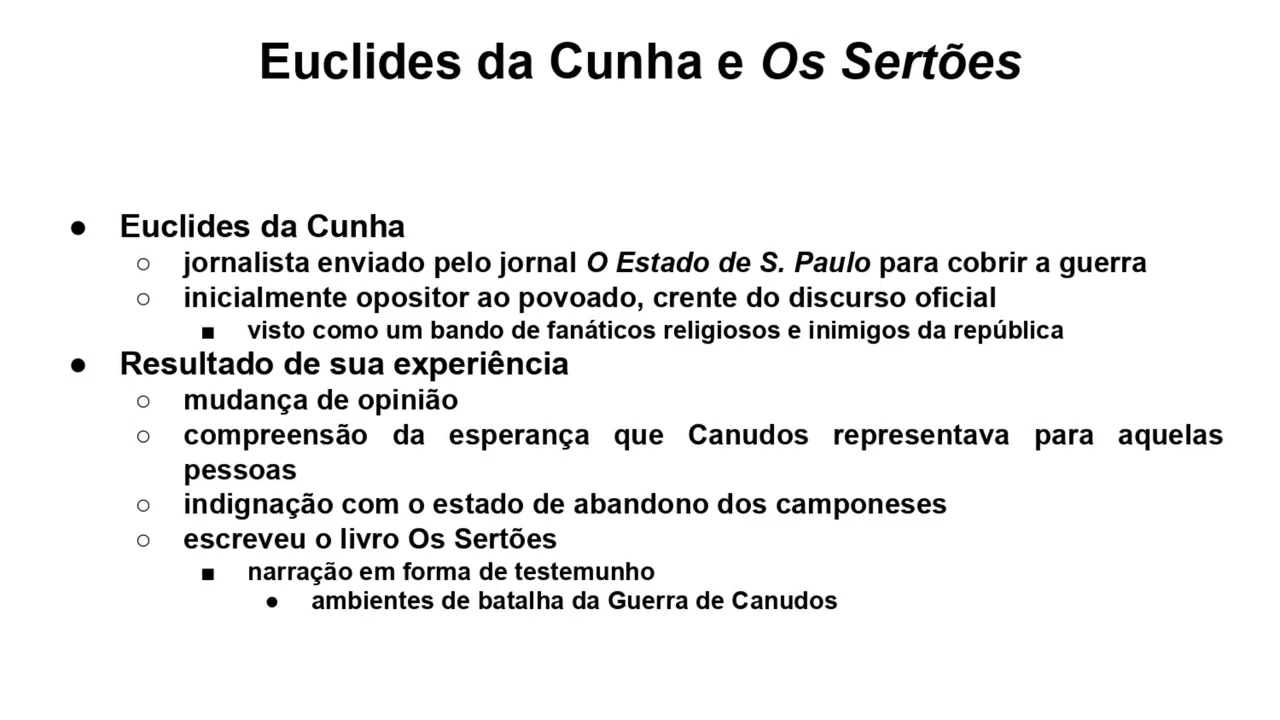 Euclides da Cunha e Os Sertões
● Euclides da Cunha
○ jornalista enviado pelo jornal O Estado de S. Paulo para cobrir a guerra
○ inicialmente opositor ao povoado, crente do discurso oficial
■ visto como um bando de fanáticos religiosos e inimigos da república
● Resultado de sua experiência
○ mudança de opinião
○ compreensão da esperança que Canudos representava para aquelas
pessoas
○ indignação com o estado de abandono dos camponeses
○ escreveu o livro Os Sertões
■ narração em forma de testemunho
● ambientes de batalha da Guerra de Canudos